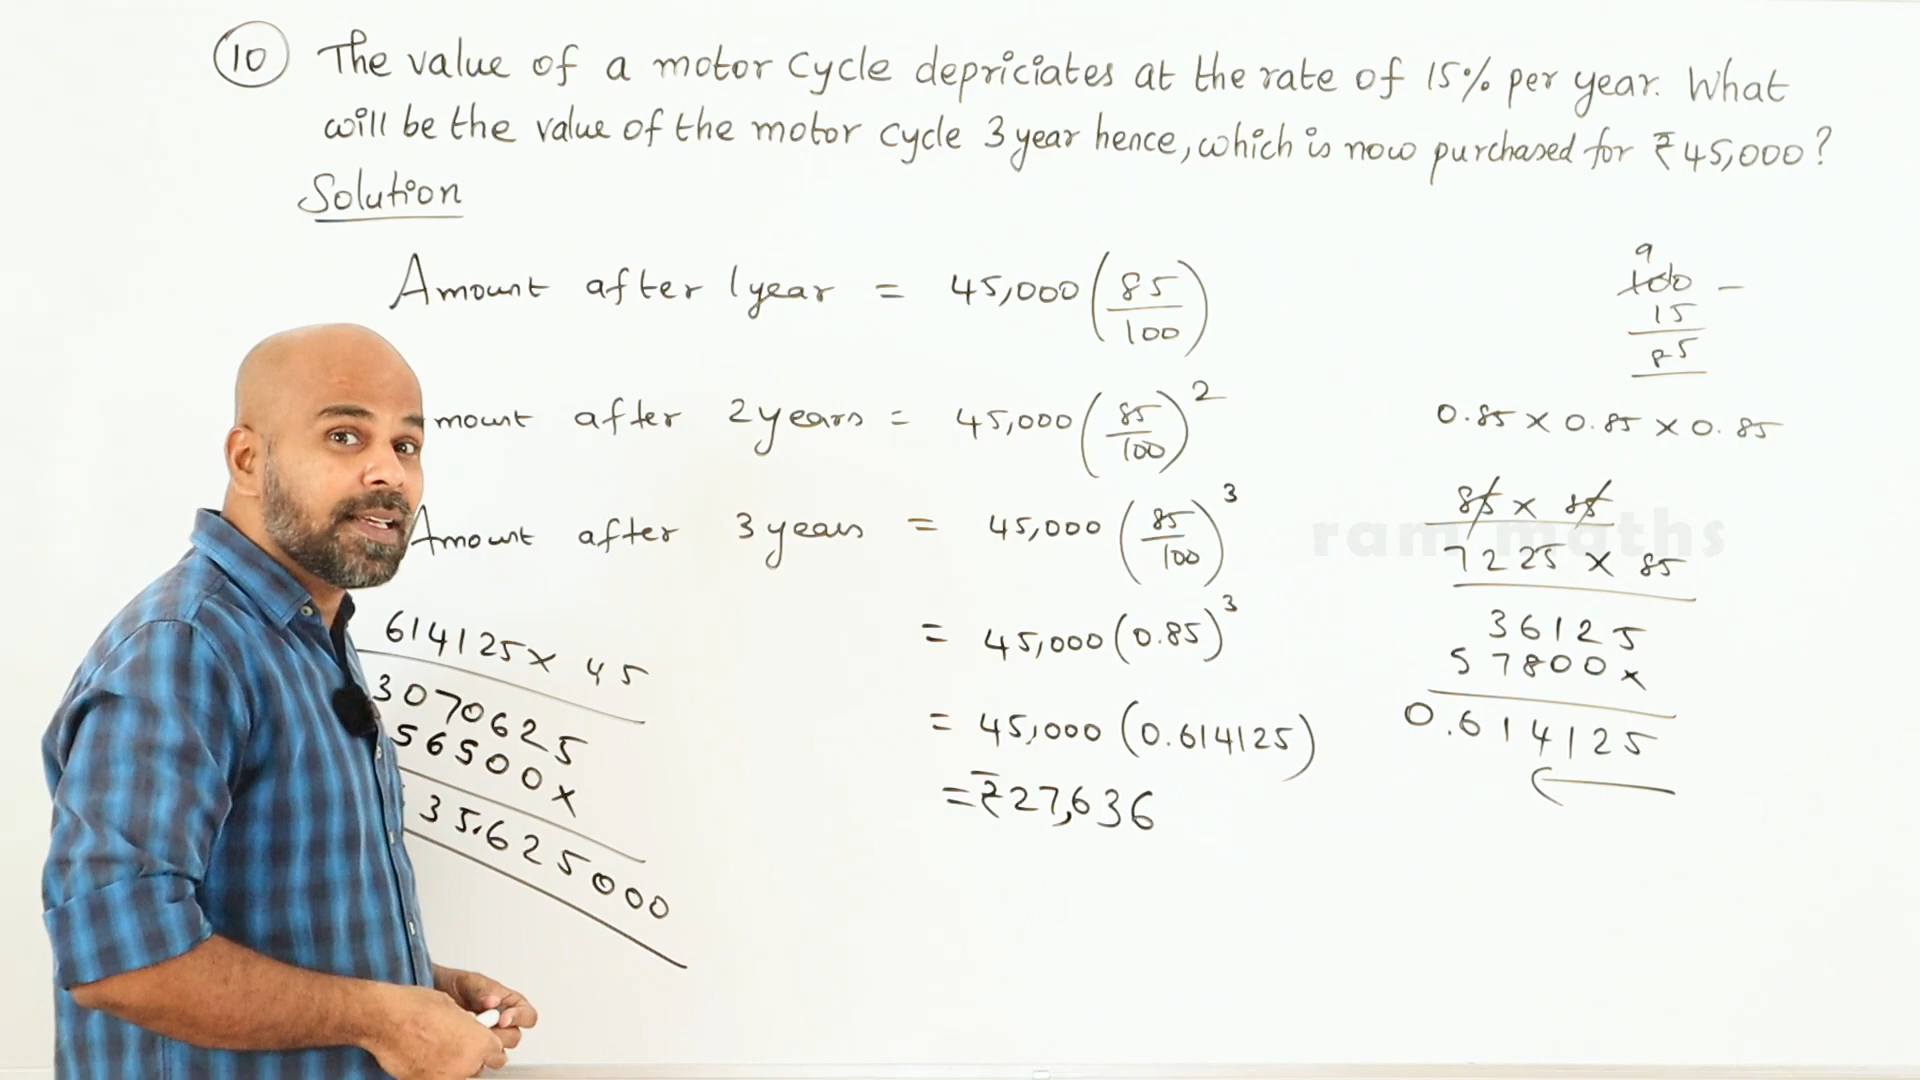 10 The value of a motor cycle depriciates at the rate of 15% per year. What
will be the value of the motor cycle 3 year hence, which is now purchased for ₹45,000?
Solution
Amount after 1 year = 45,000 (85/100)
mount after 2 years = 45,000 (85/100)²
Amount after 3 years = 45,000 (85/100)³
= 45,000 (0.85)³
= 45,000 (0.614125)
= ₹27,636
614125 × 45
3070625
56500×
35.625000
9
100 –
15
85
0.85 × 0.85 × 0.85
85 × 85
7225 × 85
36125
57800×
0.614125
ram maths